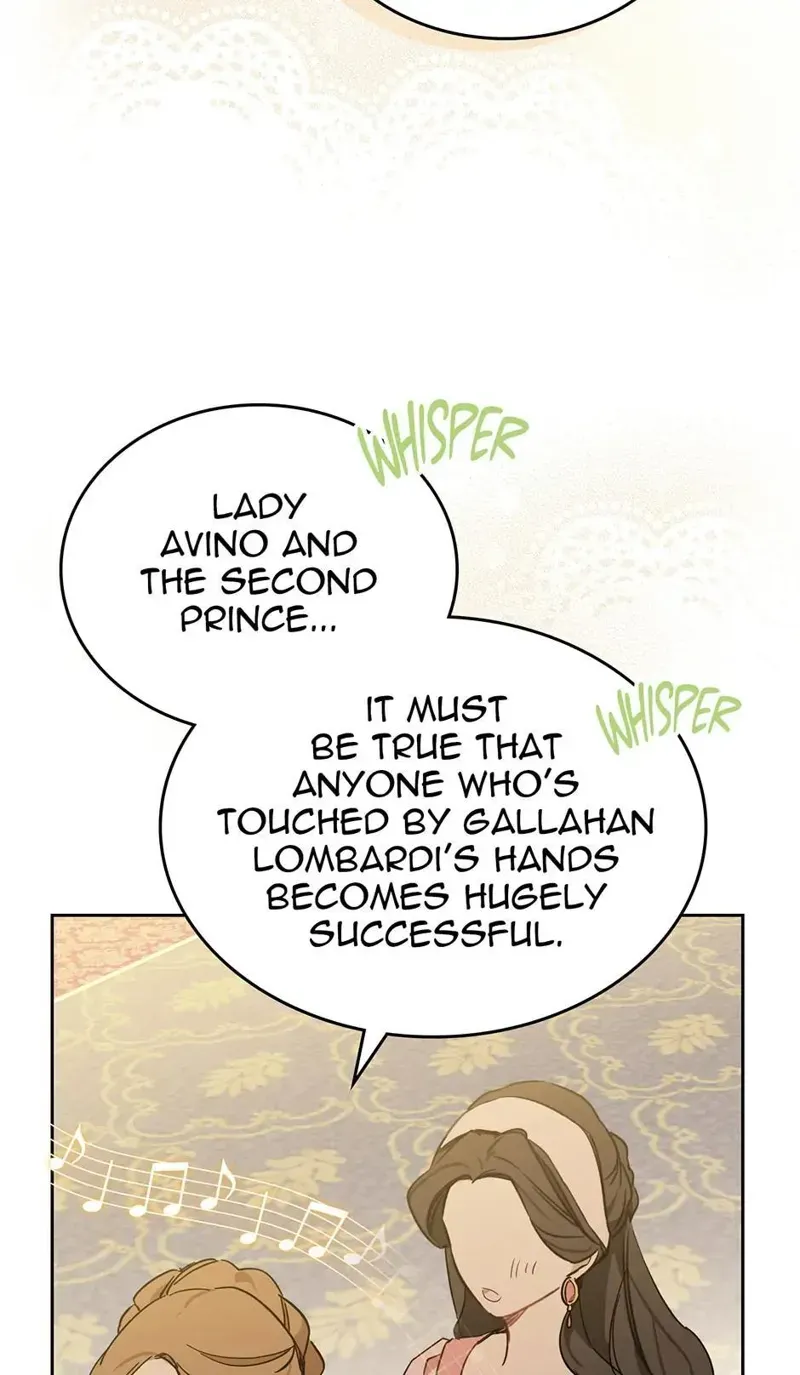 WHISPER
LADY
AVINO AND
THE SECOND
PRINCE...
WHISPER
IT MUST
BE TRUE THAT
ANYONE WHO'S
TOUCHED BY GALLAHAN
LOMBARDI'S HANDS
BECOMES HUGELY
SUCCESSFUL.